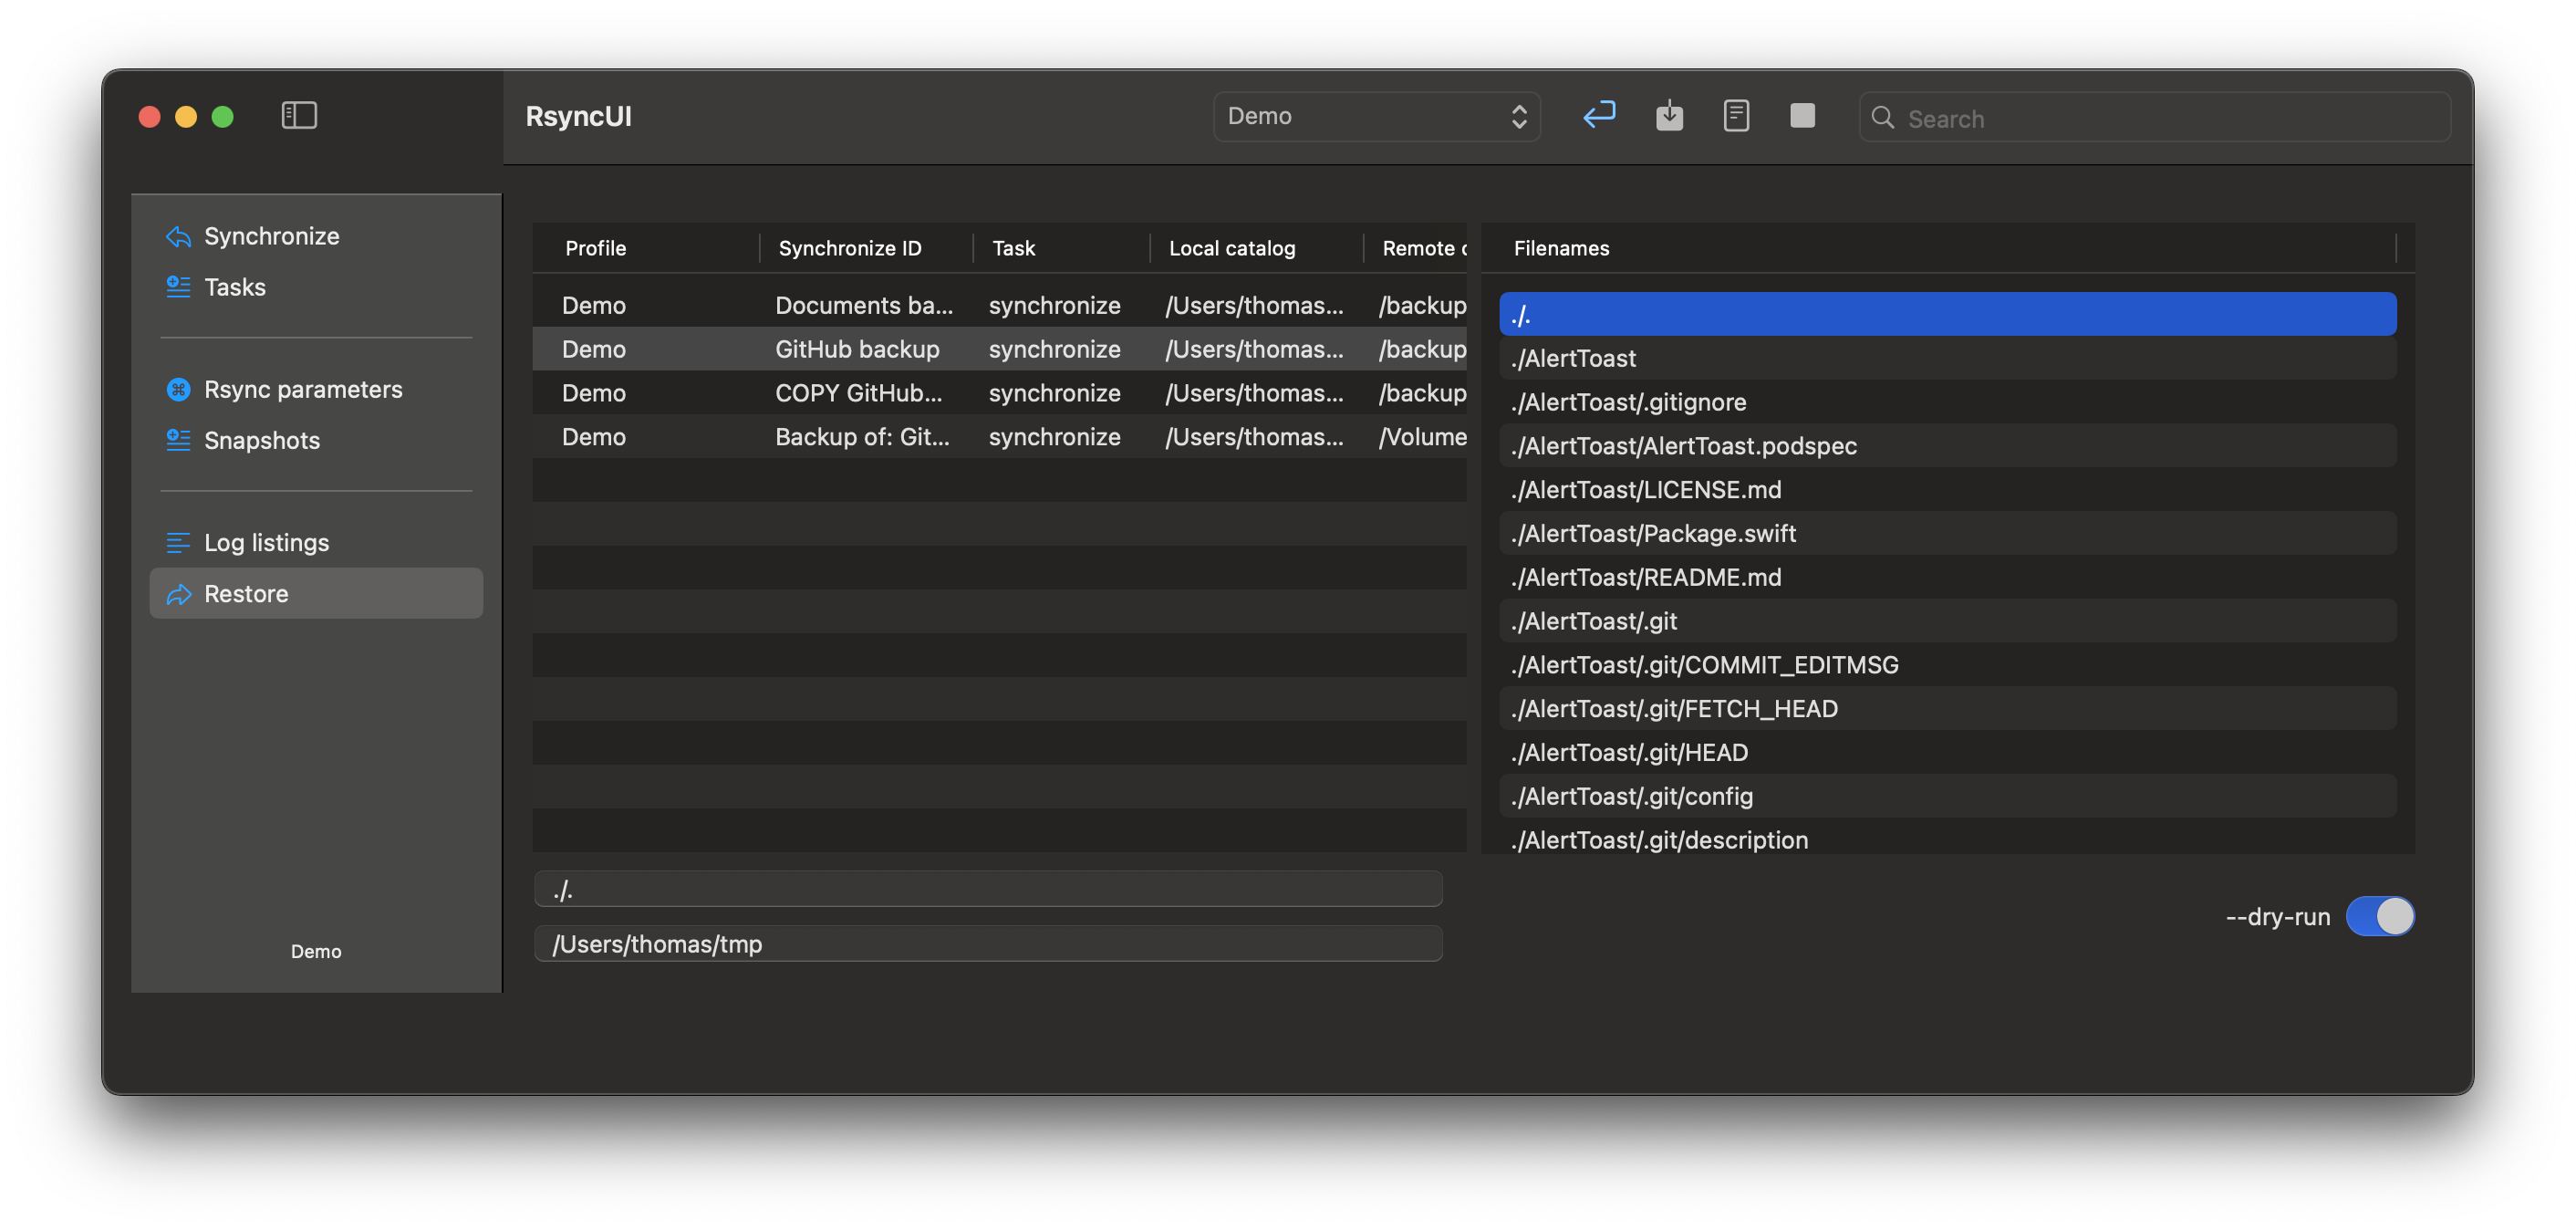 RsyncUI
Demo
Search
Synchronize
Tasks
Rsync parameters
Snapshots
Log listings
Restore
Demo
Profile Synchronize ID Task Local catalog Remote c
Demo Documents ba... synchronize /Users/thomas... /backup
Demo GitHub backup synchronize /Users/thomas... /backup
Demo COPY GitHub... synchronize /Users/thomas... /backup
Demo Backup of: Git... synchronize /Users/thomas... /Volume
Filenames
./.
./AlertToast
./AlertToast/.gitignore
./AlertToast/AlertToast.podspec
./AlertToast/LICENSE.md
./AlertToast/Package.swift
./AlertToast/README.md
./AlertToast/.git
./AlertToast/.git/COMMIT_EDITMSG
./AlertToast/.git/FETCH_HEAD
./AlertToast/.git/HEAD
./AlertToast/.git/config
./AlertToast/.git/description
./.
/Users/thomas/tmp
--dry-run